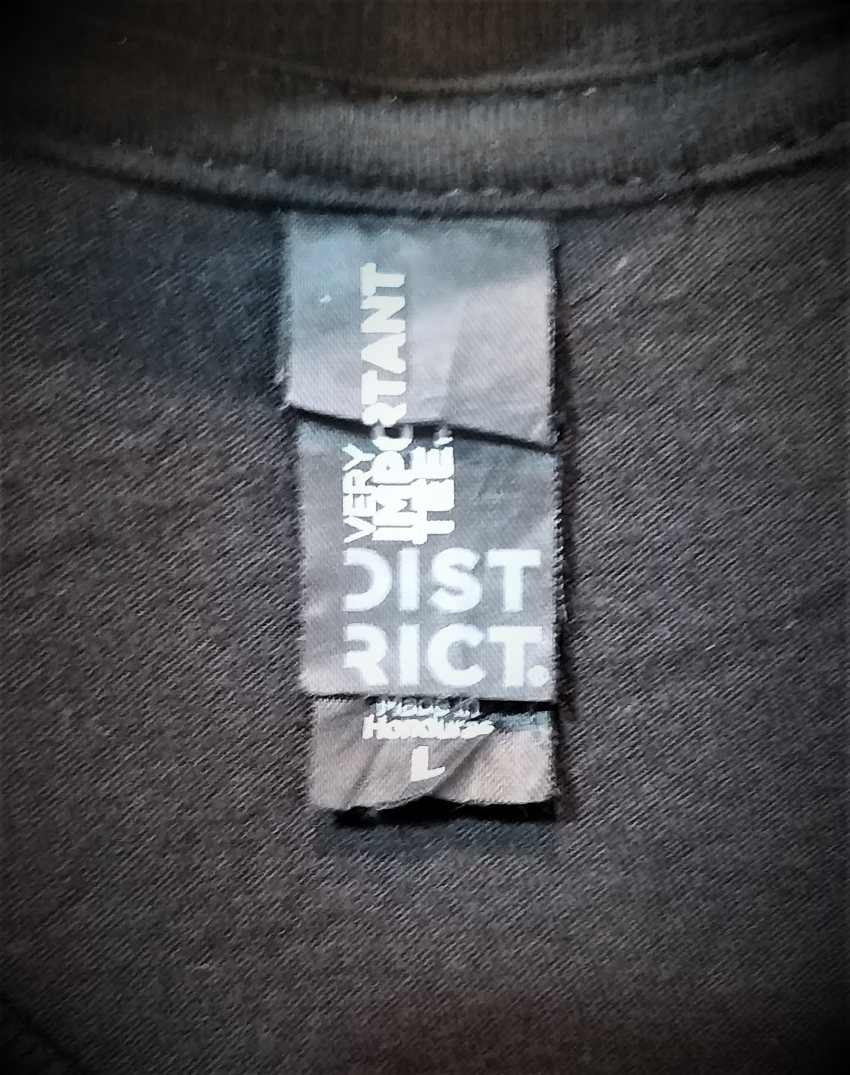 VERY
IMPORTANT
TEE
DIST
RICT.
Made in
Honduras
L